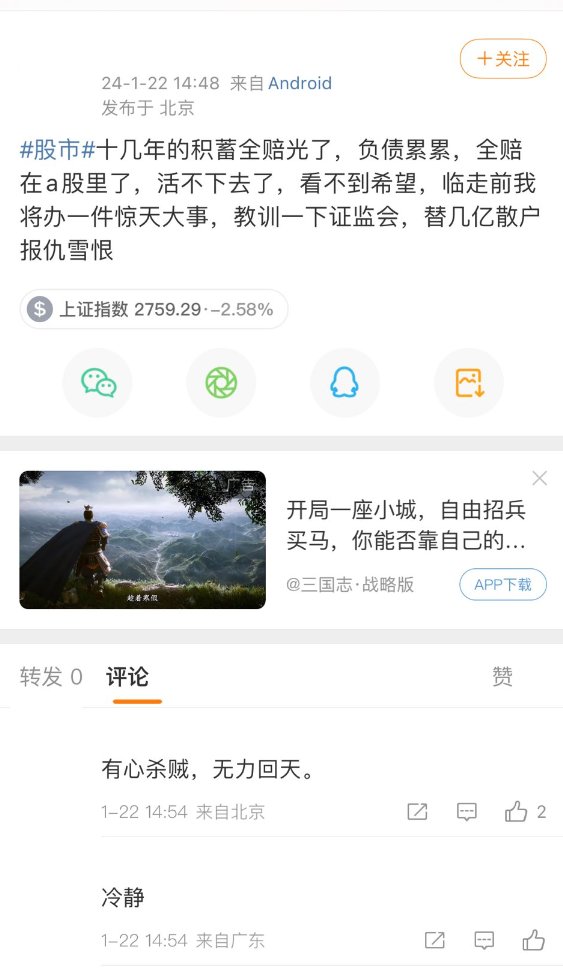 +关注
24-1-22 14:48 来自Android
发布于 北京
#股市#十几年的积蓄全赔光了，负债累累，全赔
在a股里了，活不下去了，看不到希望，临走前我
将办一件惊天大事，教训一下证监会，替几亿散户
报仇雪恨
$ 上证指数 2759.29·-2.58%
广告
开局一座小城，自由招兵
买马，你能否靠自己的...
趁着寒假
@三国志·战略版
APP下载
转发 0 评论 赞
有心杀贼，无力回天。
1-22 14:54 来自北京 2
冷静
1-22 14:54 来自广东